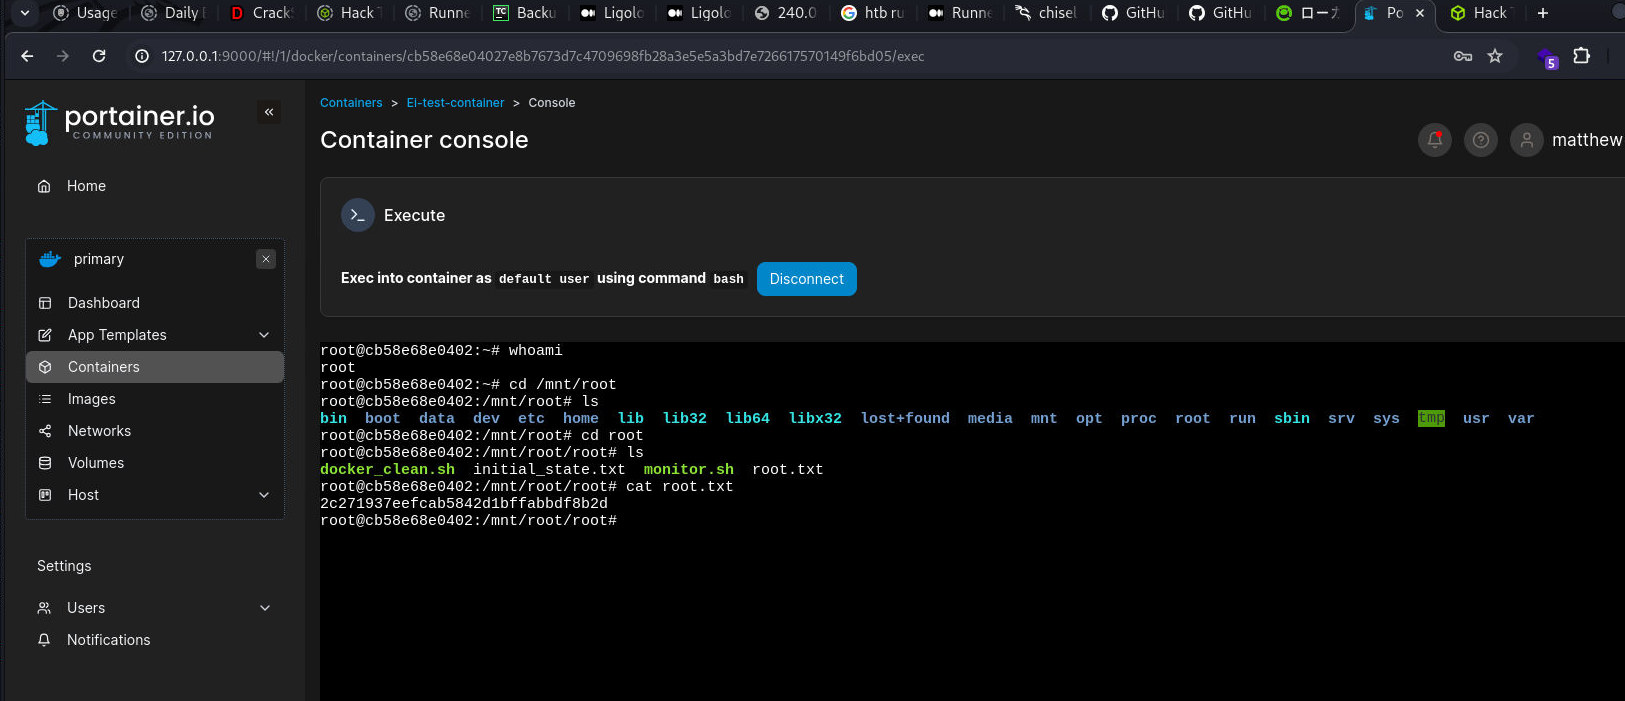 Usage Daily Crack Hack Runne Backu Ligolo Ligolo 240.0 htb ru Runne chisel GitHu GitHu ローカ Po Hack
127.0.0.1:9000/#!/1/docker/containers/cb58e68e04027e8b7673d7c4709698fb28a3e5e5a3bd7e726617570149f6bd05/exec
5
portainer.io
COMMUNITY EDITION
Home
primary
Dashboard
App Templates
Containers
Images
Networks
Volumes
Host
Settings
Users
Notifications
Containers > El-test-container > Console
Container console
matthew
Execute
Exec into container as default user using command bash Disconnect
root@cb58e68e0402:~# whoami
root
root@cb58e68e0402:~# cd /mnt/root
root@cb58e68e0402:/mnt/root# ls
bin boot data dev etc home lib lib32 lib64 libx32 lost+found media mnt opt proc root run sbin srv sys tmp usr var
root@cb58e68e0402:/mnt/root# cd root
root@cb58e68e0402:/mnt/root/root# ls
docker_clean.sh initial_state.txt monitor.sh root.txt
root@cb58e68e0402:/mnt/root/root# cat root.txt
2c271937eefcab5842d1bffabbdf8b2d
root@cb58e68e0402:/mnt/root/root#